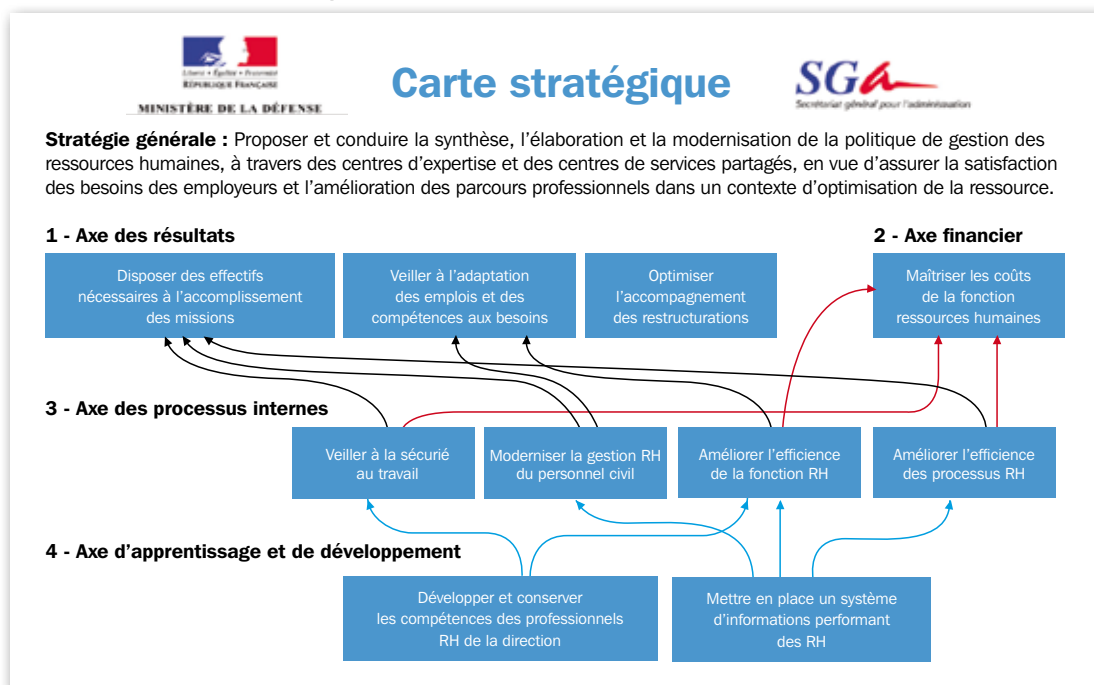 Liberté • Égalité • Fraternité
RÉPUBLIQUE FRANÇAISE
MINISTÈRE DE LA DÉFENSE
Carte stratégique
SGA
Secrétariat général pour l'administration
Stratégie générale : Proposer et conduire la synthèse, l'élaboration et la modernisation de la politique de gestion des
ressources humaines, à travers des centres d'expertise et des centres de services partagés, en vue d'assurer la satisfaction
des besoins des employeurs et l'amélioration des parcours professionnels dans un contexte d'optimisation de la ressource.
1 - Axe des résultats
2 - Axe financier
Disposer des effectifs
nécessaires à l'accomplissement
des missions
Veiller à l'adaptation
des emplois et des
compétences aux besoins
Optimiser
l'accompagnement
des restructurations
Maîtriser les coûts
de la fonction
ressources humaines
3 - Axe des processus internes
Veiller à la sécurié
au travail
Moderniser la gestion RH
du personnel civil
Améliorer l'efficience
de la fonction RH
Améliorer l'efficience
des processus RH
4 - Axe d'apprentissage et de développement
Développer et conserver
les compétences des professionnels
RH de la direction
Mettre en place un système
d'informations performant
des RH